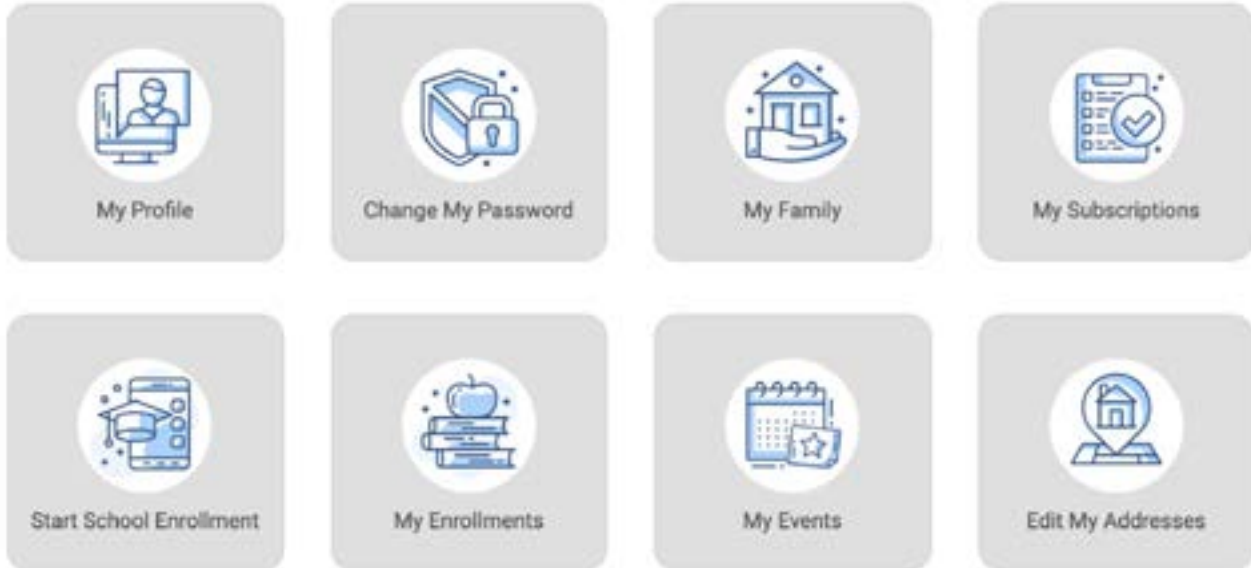 My Profile
Change My Password
My Family
My Subscriptions
Start School Enrollment
My Enrollments
My Events
Edit My Addresses